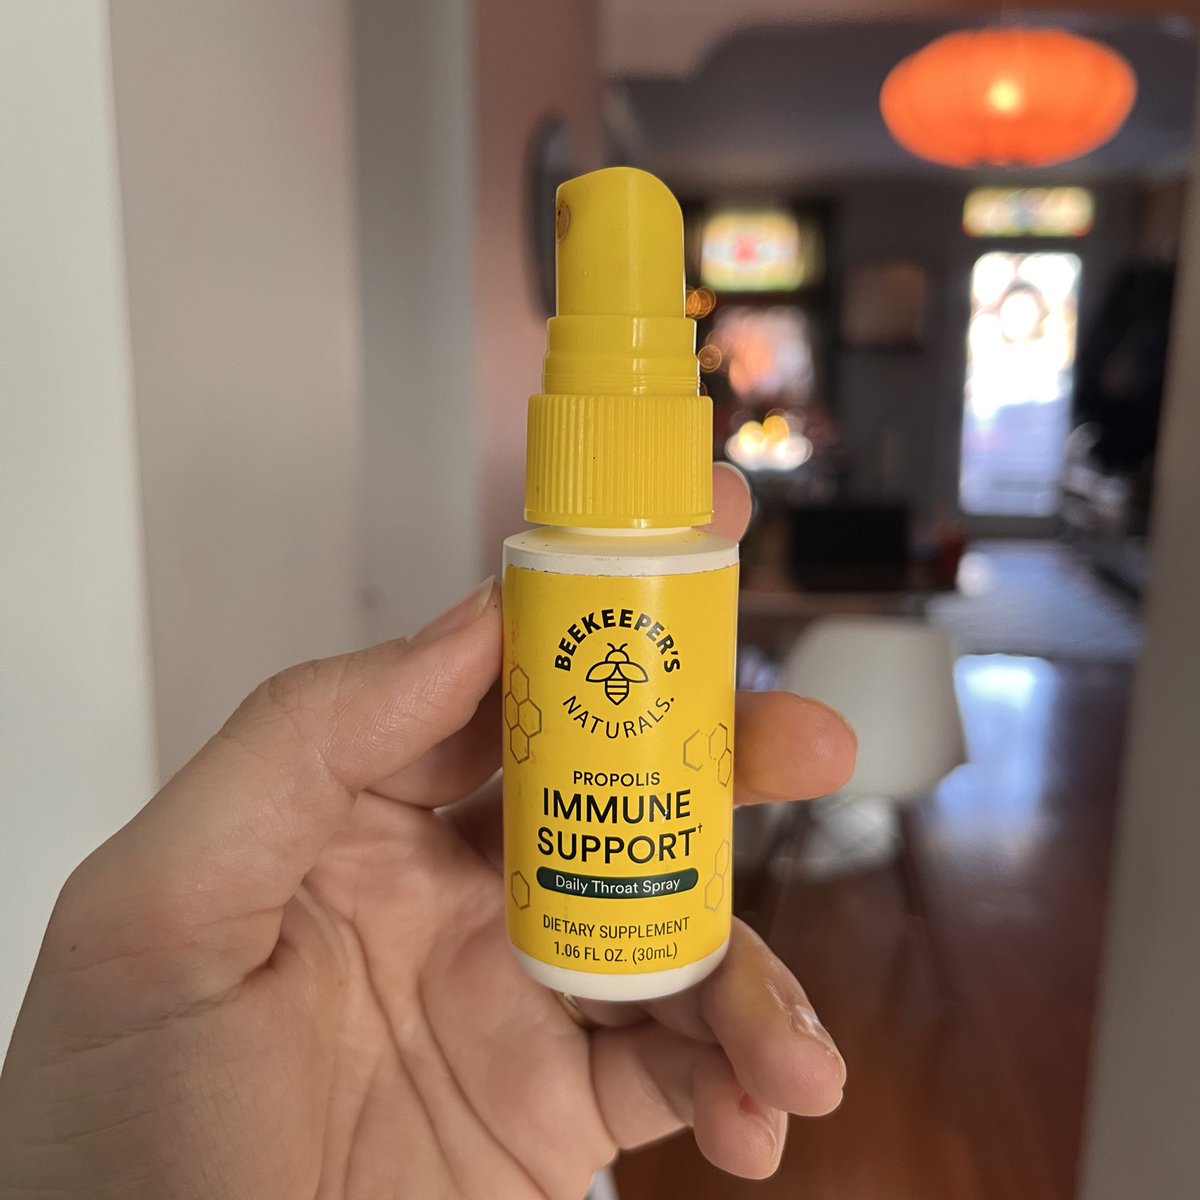 BEEKEEPER'S
NATURALS.
PROPOLIS
IMMUNE
SUPPORT†
Daily Throat Spray
DIETARY SUPPLEMENT
1.06 FL OZ. (30mL)